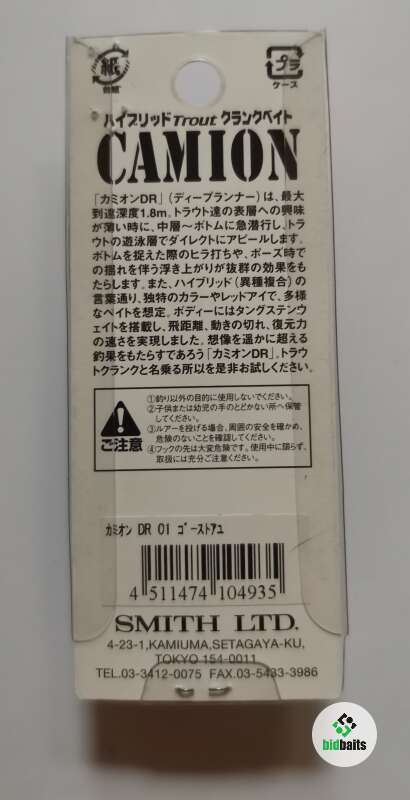 紙
台紙
プラ
ケース
ハイブリッドTroutクランクベイト
CAMION
「カミオンDR」(ディープランナー)は、最大
到達深度1.8m。トラウト達の表層への興味
が薄い時に、中層〜ボトムに急潜行し、トラ
ウトの遊泳層でダイレクトにアピールします。
ボトムを捉えた際のヒラ打ちや、ポーズ時で
の揺れを伴う浮き上がりが抜群の効果をも
たらします。また、ハイブリッド(異種複合)の
言葉通り、独特のカラーやレッドアイで、多様
なベイトを想定。ボディーにはタングステンウ
ェイトを搭載し、飛距離、動きの切れ、復元力
の速さを実現しました。想像を遥かに超える
釣果をもたらすであろう「カミオンDR」。トラウ
トクランクと名乗る所以を是非お試しください。
ご注意
①釣り以外の目的に使用しないでください。
②子供または幼児の手のとどかない所へ保管
してください。
③ルアーを投げる場合、周囲の安全を確かめ、
危険のないことを確認してください。
④フックの先は大変危険です。使用中に限らず、
取扱には充分ご注意ください。
カミオン DR 01 ゴーストアユ
4 511474 104935
SMITH LTD.
4-23-1,KAMIUMA,SETAGAYA-KU,
TOKYO 154-0011
TEL.03-3412-0075 FAX.03-5433-3986
bidbaits